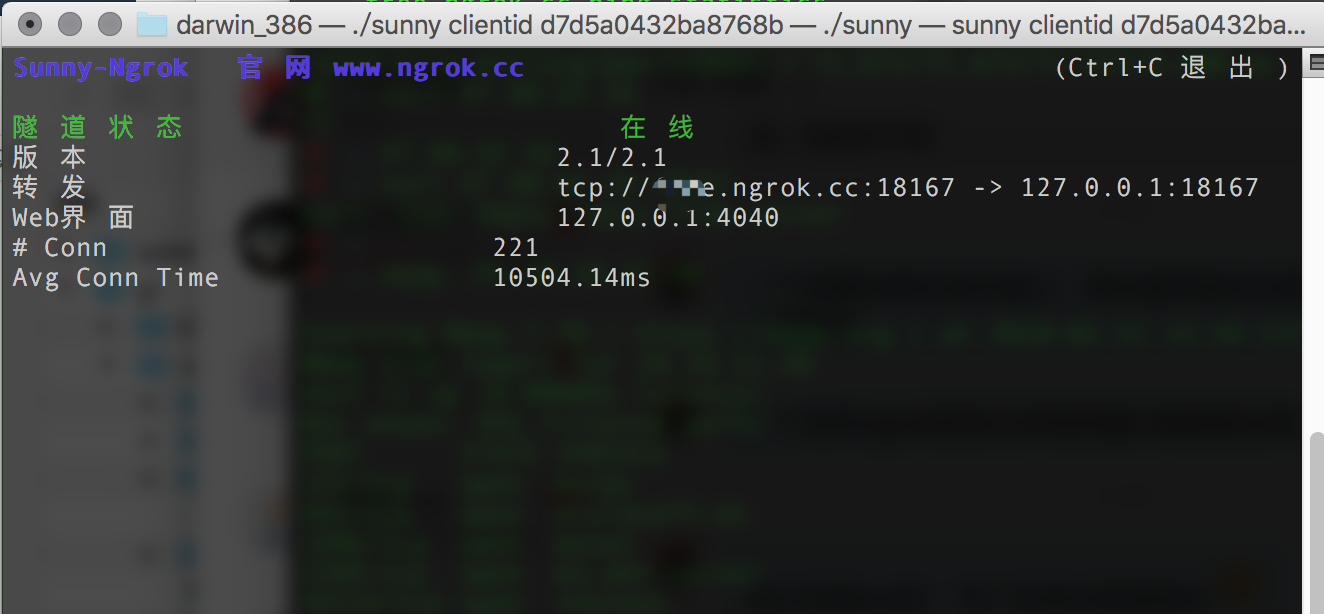 darwin_386 — ./sunny clientid d7d5a0432ba8768b — ./sunny — sunny clientid d7d5a0432ba...
Sunny-Ngrok 官 网 www.ngrok.cc (Ctrl+C 退 出 )
隧 道 状 态 在 线
版 本 2.1/2.1
转 发 tcp:// e.ngrok.cc:18167 -> 127.0.0.1:18167
Web界 面 127.0.0.1:4040
# Conn 221
Avg Conn Time 10504.14ms